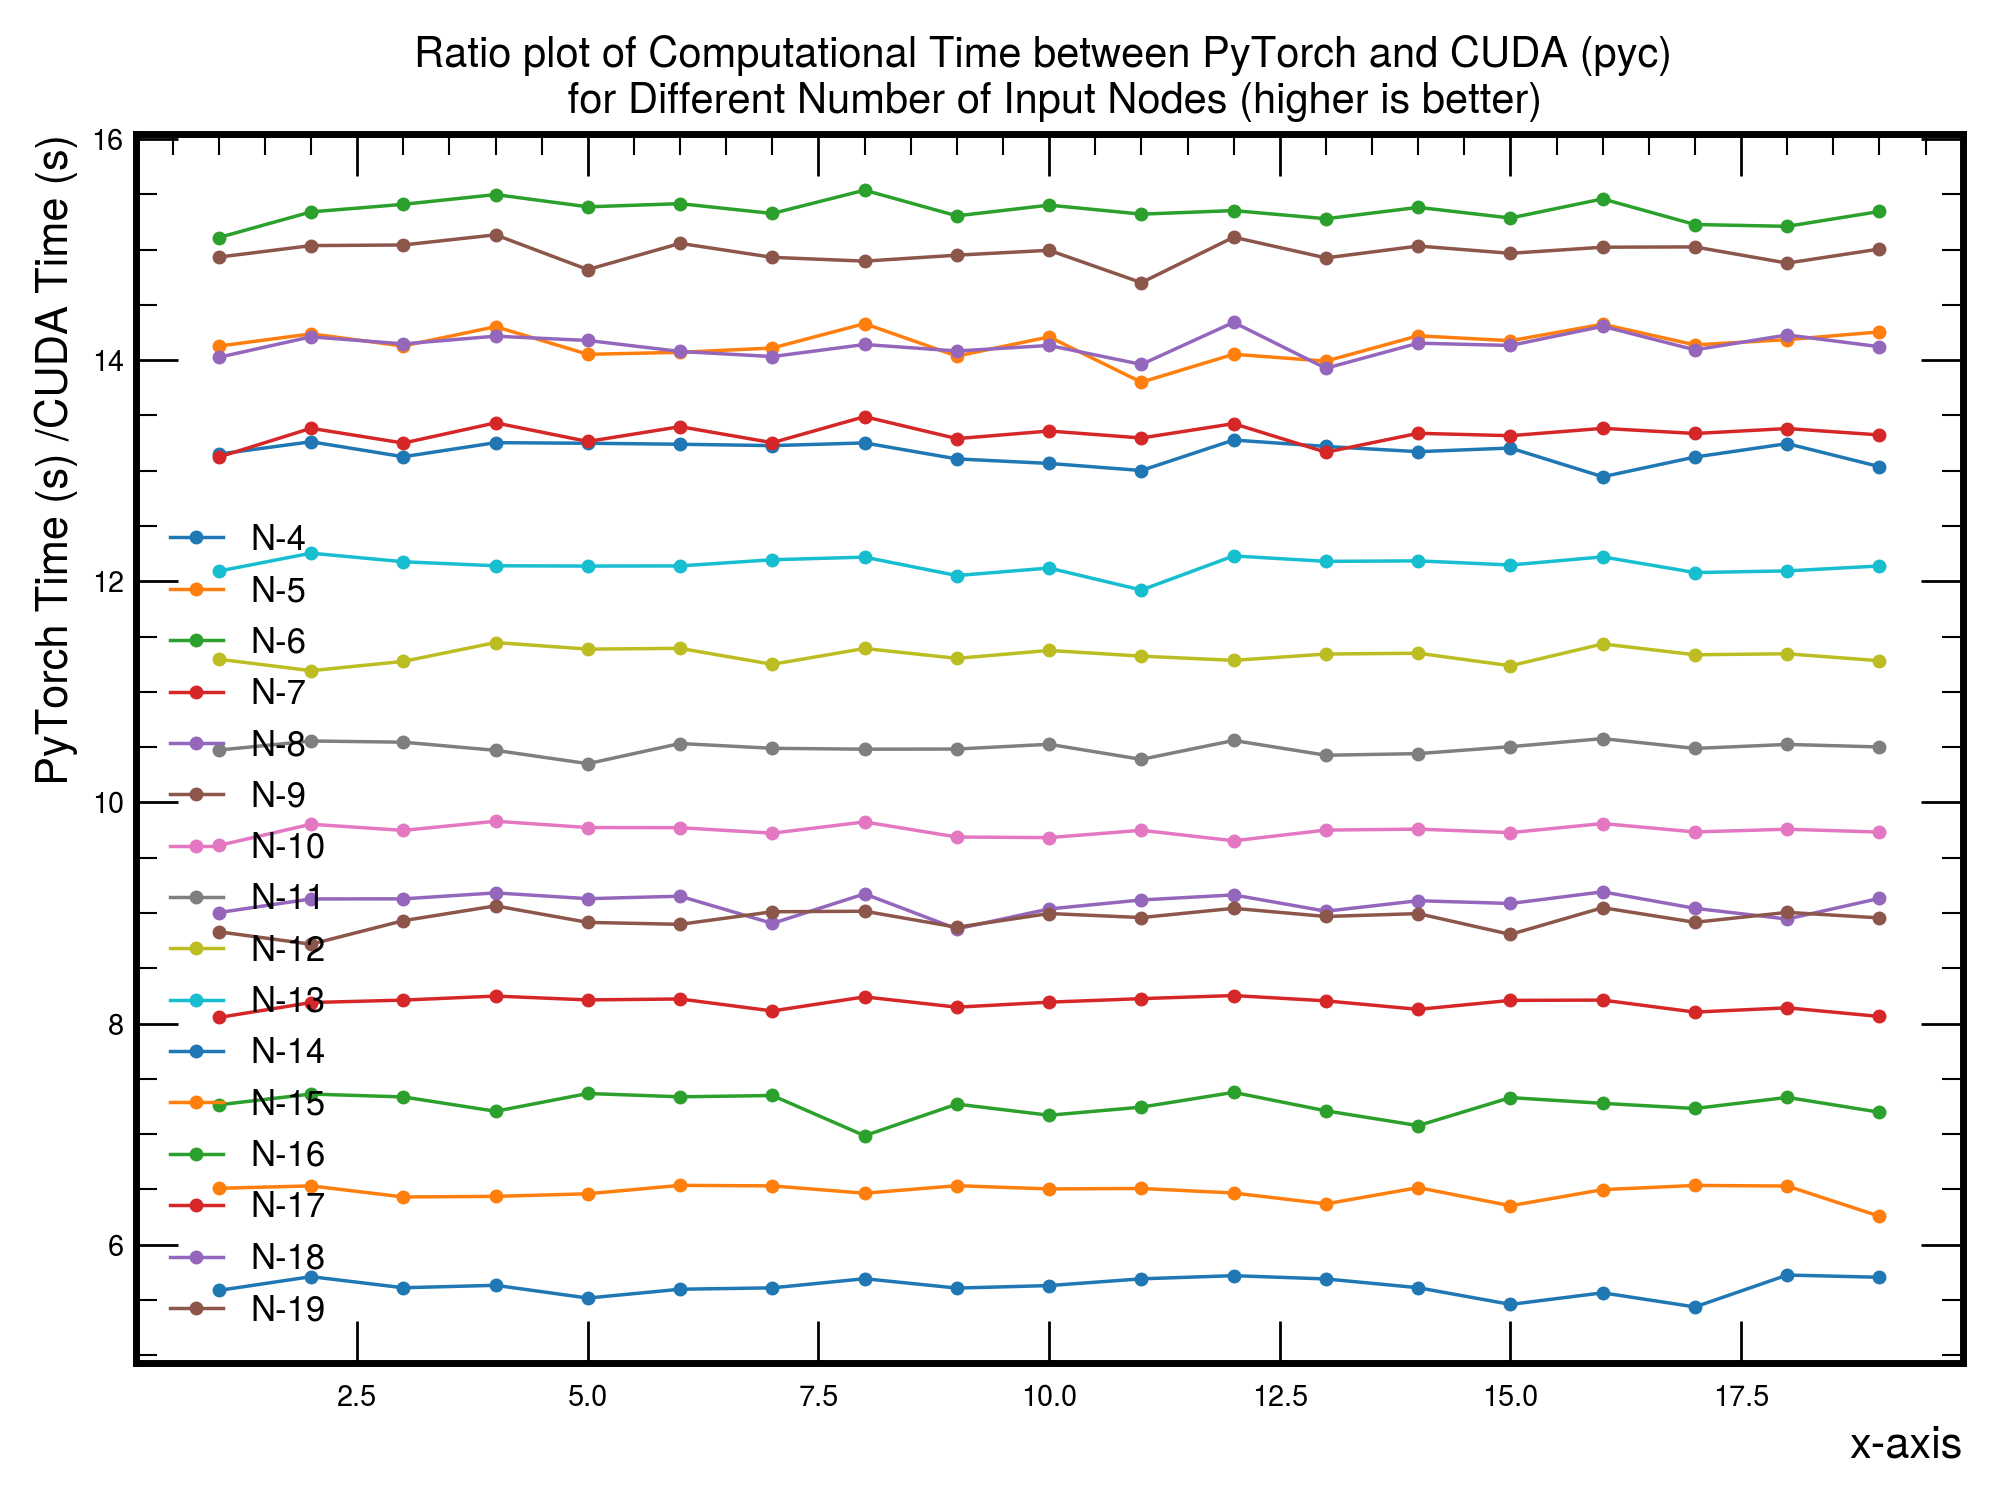 Ratio plot of Computational Time between PyTorch and CUDA (pyc)
for Different Number of Input Nodes (higher is better)
PyTorch Time (s) /CUDA Time (s)
16
14
12
10
8
6
N-4
N-5
N-6
N-7
N-8
N-9
N-10
N-11
N-12
N-13
N-14
N-15
N-16
N-17
N-18
N-19
2.5
5.0
7.5
10.0
12.5
15.0
17.5
x-axis